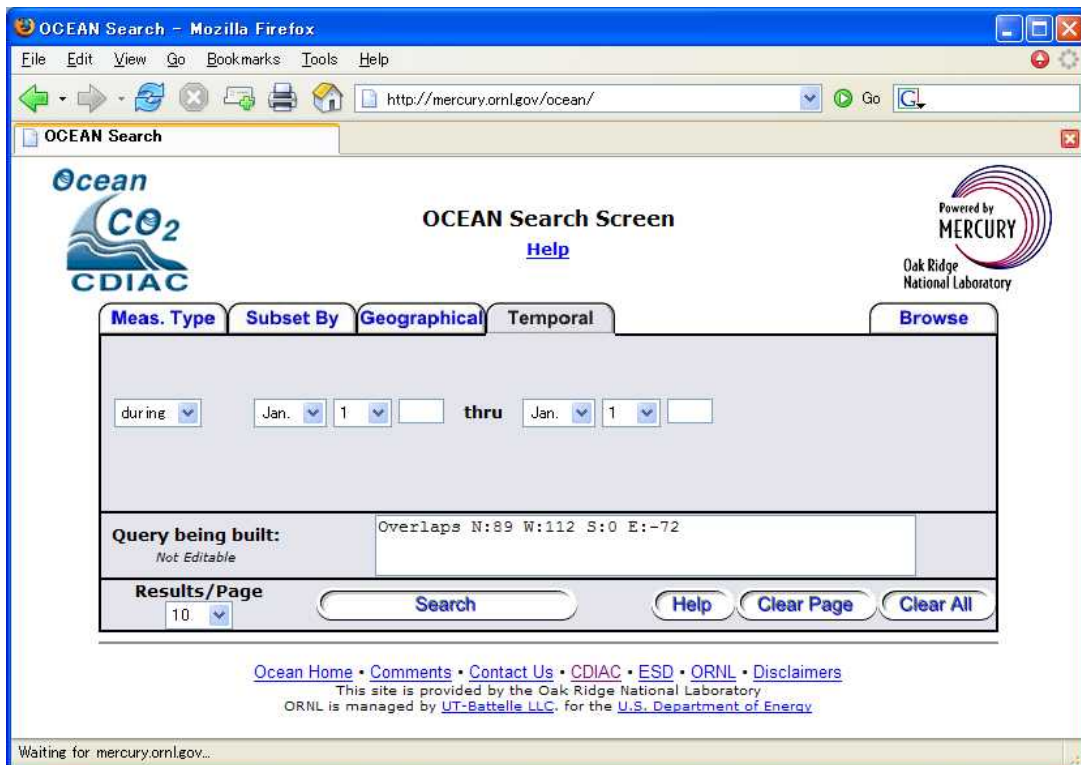 OCEAN Search - Mozilla Firefox
File Edit View Go Bookmarks Tools Help
http://mercury.ornl.gov/ocean/ Go G
OCEAN Search
Ocean
CO2
CDIAC
OCEAN Search Screen
Help
Powered by
MERCURY
Oak Ridge
National Laboratory
Meas. Type Subset By Geographical Temporal Browse
during Jan. 1 thru Jan. 1
Query being built:
Not Editable
Overlaps N:89 W:112 S:0 E:-72
Results/Page
10 Search Help Clear Page Clear All
Ocean Home • Comments • Contact Us • CDIAC • ESD • ORNL • Disclaimers
This site is provided by the Oak Ridge National Laboratory
ORNL is managed by UT-Battelle LLC. for the U.S. Department of Energy
Waiting for mercury.ornl.gov...